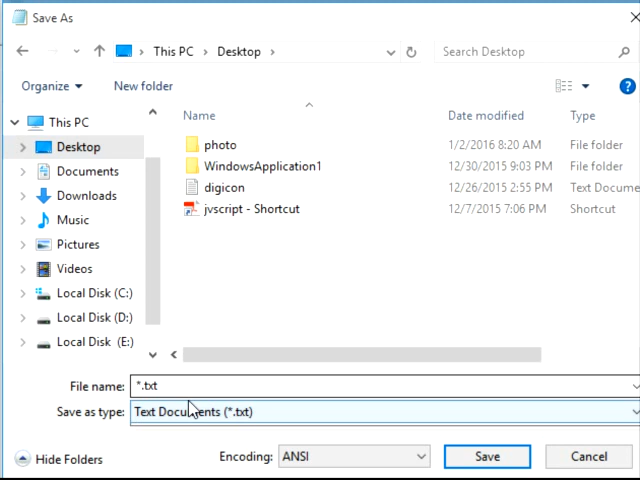 Save As
This PC > Desktop >
Search Desktop
Organize
New folder
?
Name
Date modified
Type
This PC
Desktop
Documents
Downloads
Music
Pictures
Videos
Local Disk (C:)
Local Disk (D:)
Local Disk (E:)
photo 1/2/2016 8:20 AM File folder
WindowsApplication1 12/30/2015 9:03 PM File folder
digicon 12/26/2015 2:55 PM Text Docume
jvscript - Shortcut 12/7/2015 7:06 PM Shortcut
File name: *.txt
Save as type: Text Documents (*.txt)
Hide Folders
Encoding: ANSI
Save
Cancel